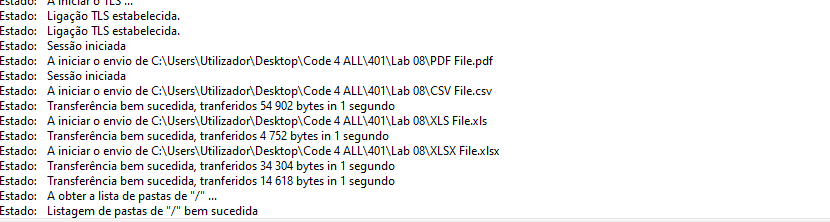 Estado: A iniciar o TLS ...
Estado: Ligação TLS estabelecida.
Estado: Ligação TLS estabelecida.
Estado: Sessão iniciada
Estado: A iniciar o envio de C:\Users\Utilizador\Desktop\Code 4 ALL\401\Lab 08\PDF File.pdf
Estado: Sessão iniciada
Estado: A iniciar o envio de C:\Users\Utilizador\Desktop\Code 4 ALL\401\Lab 08\CSV File.csv
Estado: Transferência bem sucedida, tranferidos 54 902 bytes in 1 segundo
Estado: A iniciar o envio de C:\Users\Utilizador\Desktop\Code 4 ALL\401\Lab 08\XLS File.xls
Estado: Transferência bem sucedida, tranferidos 4 752 bytes in 1 segundo
Estado: A iniciar o envio de C:\Users\Utilizador\Desktop\Code 4 ALL\401\Lab 08\XLSX File.xlsx
Estado: Transferência bem sucedida, tranferidos 34 304 bytes in 1 segundo
Estado: Transferência bem sucedida, tranferidos 14 618 bytes in 1 segundo
Estado: A obter a lista de pastas de "/" ...
Estado: Listagem de pastas de "/" bem sucedida